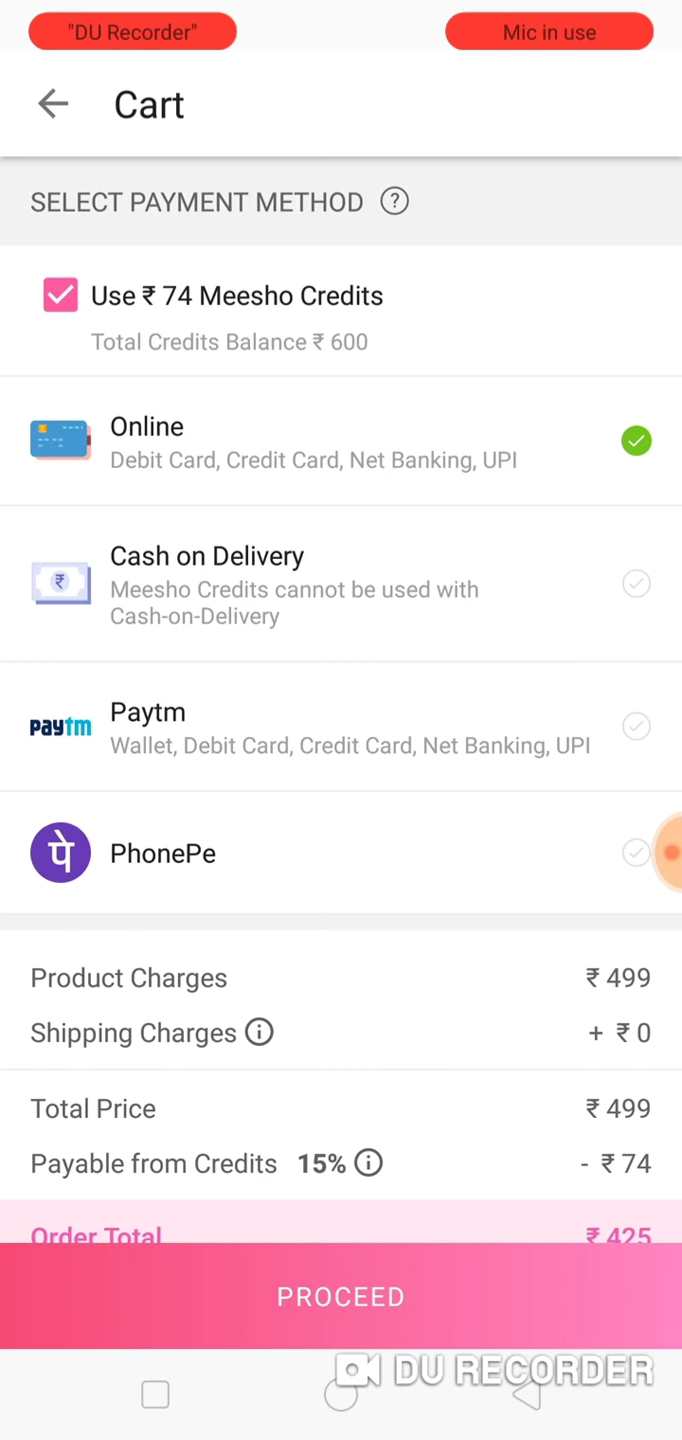 "DU Recorder"
Mic in use
Cart
SELECT PAYMENT METHOD ?
Use ₹ 74 Meesho Credits
Total Credits Balance ₹ 600
Online
Debit Card, Credit Card, Net Banking, UPI
Cash on Delivery
₹
Meesho Credits cannot be used with
Cash-on-Delivery
Paytm
paytm
Wallet, Debit Card, Credit Card, Net Banking, UPI
पे PhonePe
Product Charges ₹ 499
Shipping Charges + ₹ 0
Total Price ₹ 499
Payable from Credits 15% - ₹ 74
Order Total ₹ 425
PROCEED
DU RECORDER